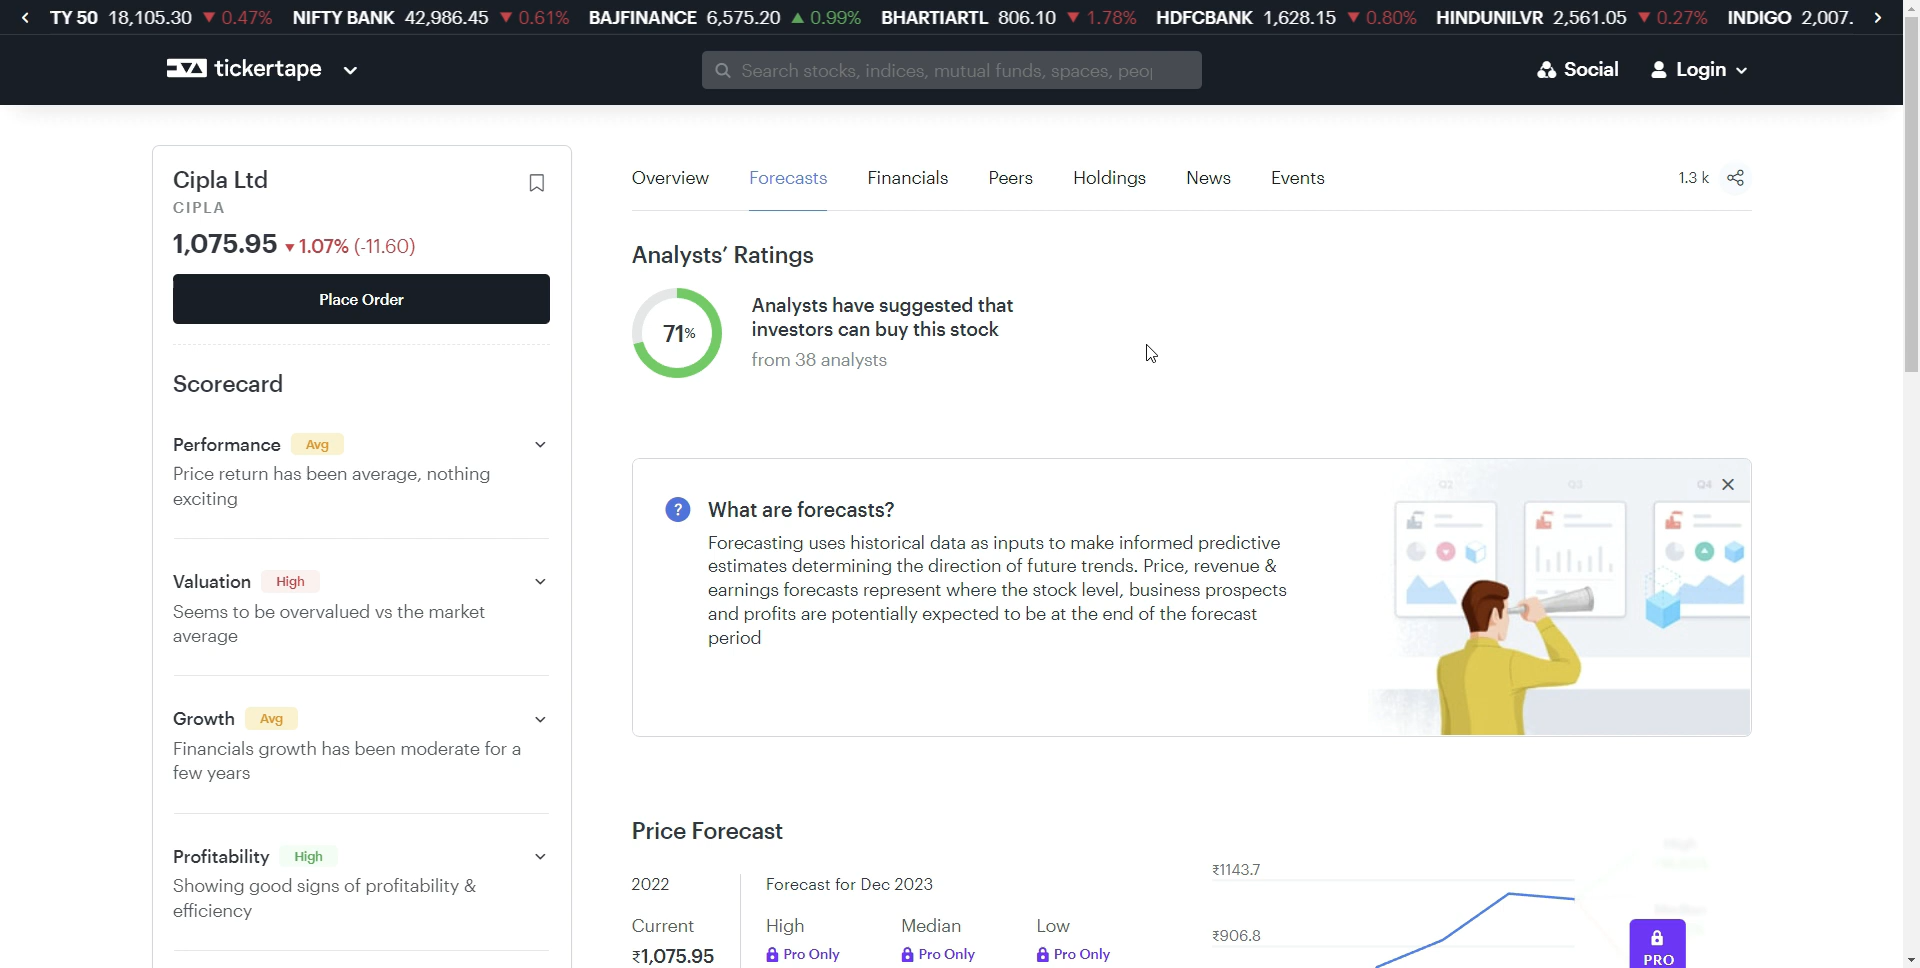 TY 50 18,105.30 ▼ 0.47% NIFTY BANK 42,986.45 ▼ 0.61% BAJFINANCE 6,575.20 ▲ 0.99% BHARTIARTL 806.10 ▼ 1.78% HDFCBANK 1,628.15 ▼ 0.80% HINDUNILVR 2,561.05 ▼ 0.27% INDIGO 2,007.
tickertape
Search stocks, indices, mutual funds, spaces, peo
Social
Login
Cipla Ltd
CIPLA
1,075.95 ▼ 1.07% (-11.60)
Place Order
Scorecard
Performance Avg
Price return has been average, nothing
exciting
Valuation High
Seems to be overvalued vs the market
average
Growth Avg
Financials growth has been moderate for a
few years
Profitability High
Showing good signs of profitability &
efficiency
Overview Forecasts Financials Peers Holdings News Events
1.3 k
Analysts' Ratings
71%
Analysts have suggested that
investors can buy this stock
from 38 analysts
? What are forecasts?
Forecasting uses historical data as inputs to make informed predictive
estimates determining the direction of future trends. Price, revenue &
earnings forecasts represent where the stock level, business prospects
and profits are potentially expected to be at the end of the forecast
period
Q2 Q3 Q4
Price Forecast
2022
Current
₹1,075.95
Forecast for Dec 2023
High Median Low
Pro Only Pro Only Pro Only
₹1143.7
₹906.8
PRO